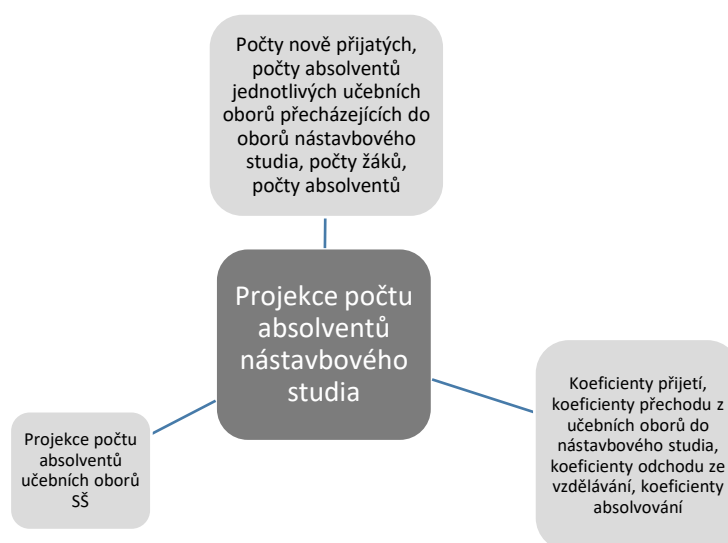 Počty nově přijatých,
počty absolventů
jednotlivých učebních
oborů přecházejících do
oborů nástavbového
studia, počty žáků,
počty absolventů
Projekce počtu
absolventů
nástavbového
studia
Koeficienty přijetí,
koeficienty přechodu z
učebních oborů do
nástavbového studia,
koeficienty odchodu ze
vzdělávání, koeficienty
absolvování
Projekce počtu
absolventů
učebních oborů
SŠ